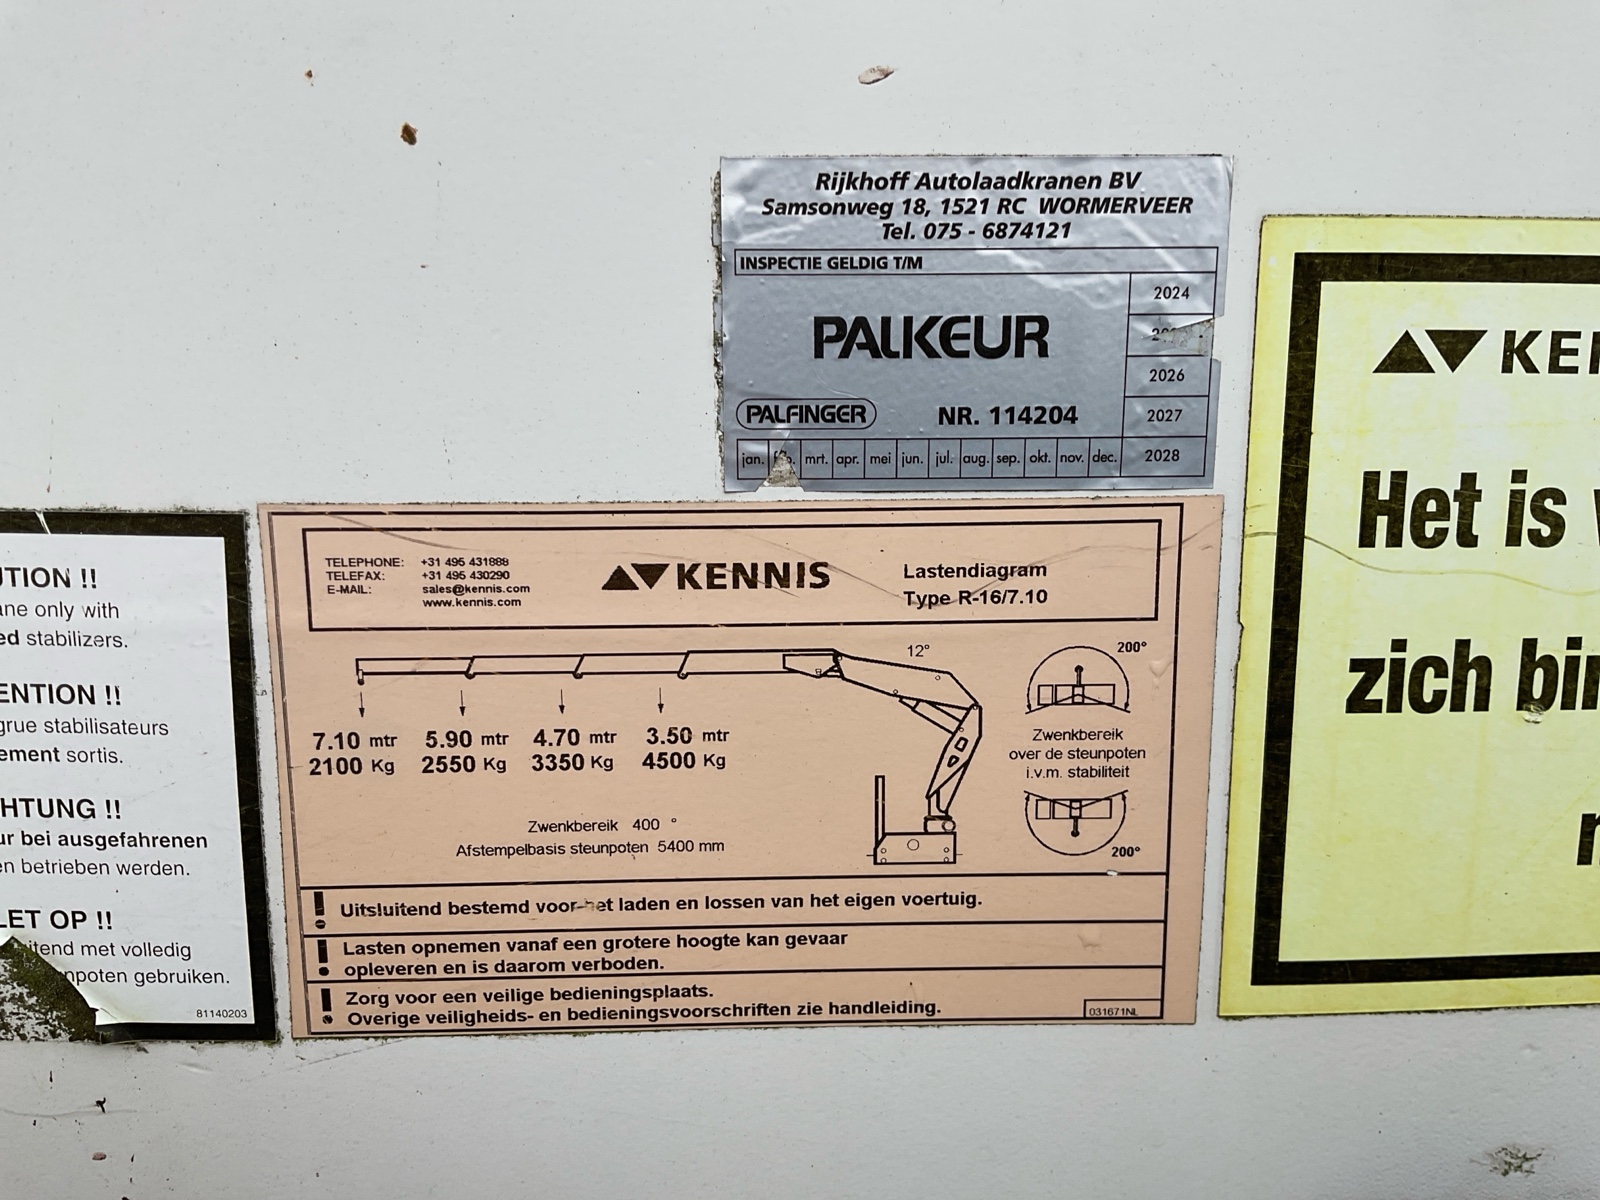 Rijkhoff Autolaadkranen BV
Samsonweg 18, 1521 RC WORMERVEER
Tel. 075 - 6874121
INSPECTIE GELDIG T/M
PALKEUR
PALFINGER
NR. 114204
2024
2026
2027
2028
jan. mrt. apr. mei jun. jul. aug. sep. okt. nov. dec.
UTION !!
ane only with
ed stabilizers.
ENTION !!
grue stabilisateurs
ement sortis.
HTUNG !!
ur bei ausgefahrenen
en betrieben werden.
LET OP !!
itend met volledig
npoten gebruiken.
81140203
TELEPHONE: +31 495 431888
TELEFAX: +31 495 430290
E-MAIL: sales@kennis.com
www.kennis.com
KENNIS
Lastendiagram
Type R-16/7.10
12°
200°
7.10 mtr 5.90 mtr 4.70 mtr 3.50 mtr
2100 Kg 2550 Kg 3350 Kg 4500 Kg
Zwenkbereik
over de steunpoten
i.v.m. stabiliteit
200°
Zwenkbereik 400 °
Afstempelbasis steunpoten 5400 mm
! Uitsluitend bestemd voor het laden en lossen van het eigen voertuig.
! Lasten opnemen vanaf een grotere hoogte kan gevaar
opleveren en is daarom verboden.
! Zorg voor een veilige bedieningsplaats.
Overige veiligheids- en bedieningsvoorschriften zie handleiding.
031671NL
KE
Het is
zich bi